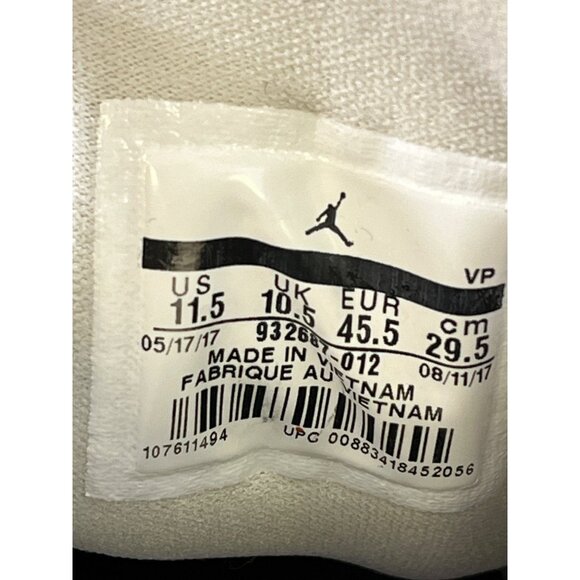 VP
US UK EUR cm
11.5 10.5 45.5 29.5
05/17/17 932687-012 08/11/17
MADE IN VIETNAM
FABRIQUE AU VIETNAM
107611494 UPC 00883418452056